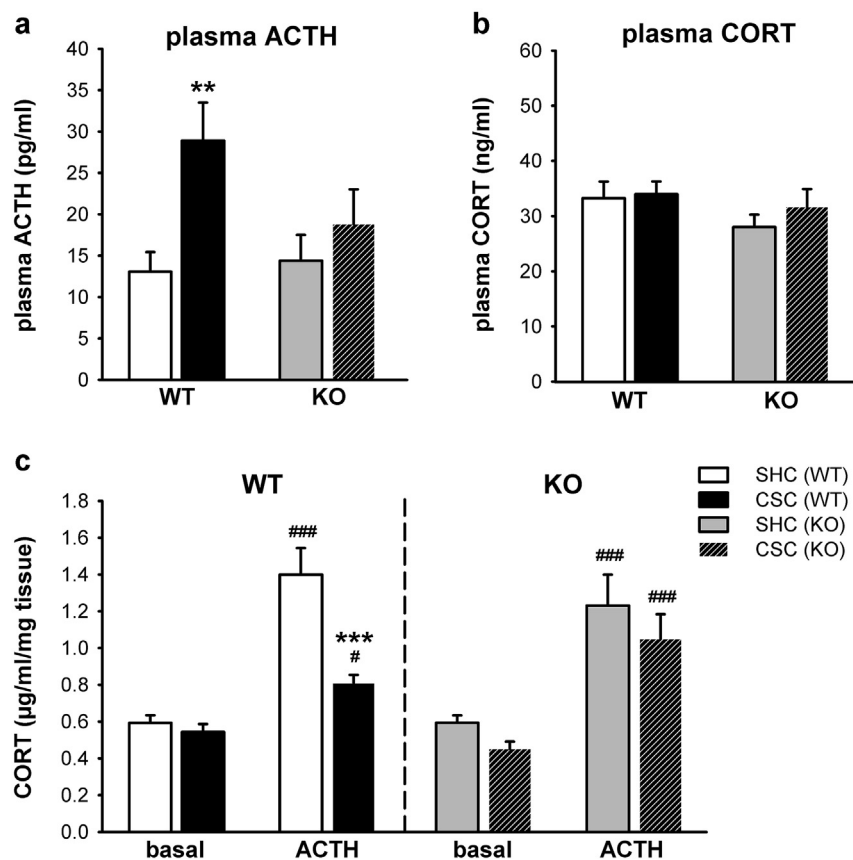 a
plasma ACTH
plasma ACTH (pg/ml)
40
35
30
25
20
15
10
5
0
**
WT
KO
b
plasma CORT
plasma CORT (ng/ml)
60
50
40
30
20
10
0
WT
KO
c
WT
KO
CORT (µg/ml/mg tissue)
1.8
1.6
1.4
1.2
1.0
0.8
0.6
0.4
0.2
0.0
###
***
#
###
###
basal
ACTH
basal
ACTH
SHC (WT)
CSC (WT)
SHC (KO)
CSC (KO)